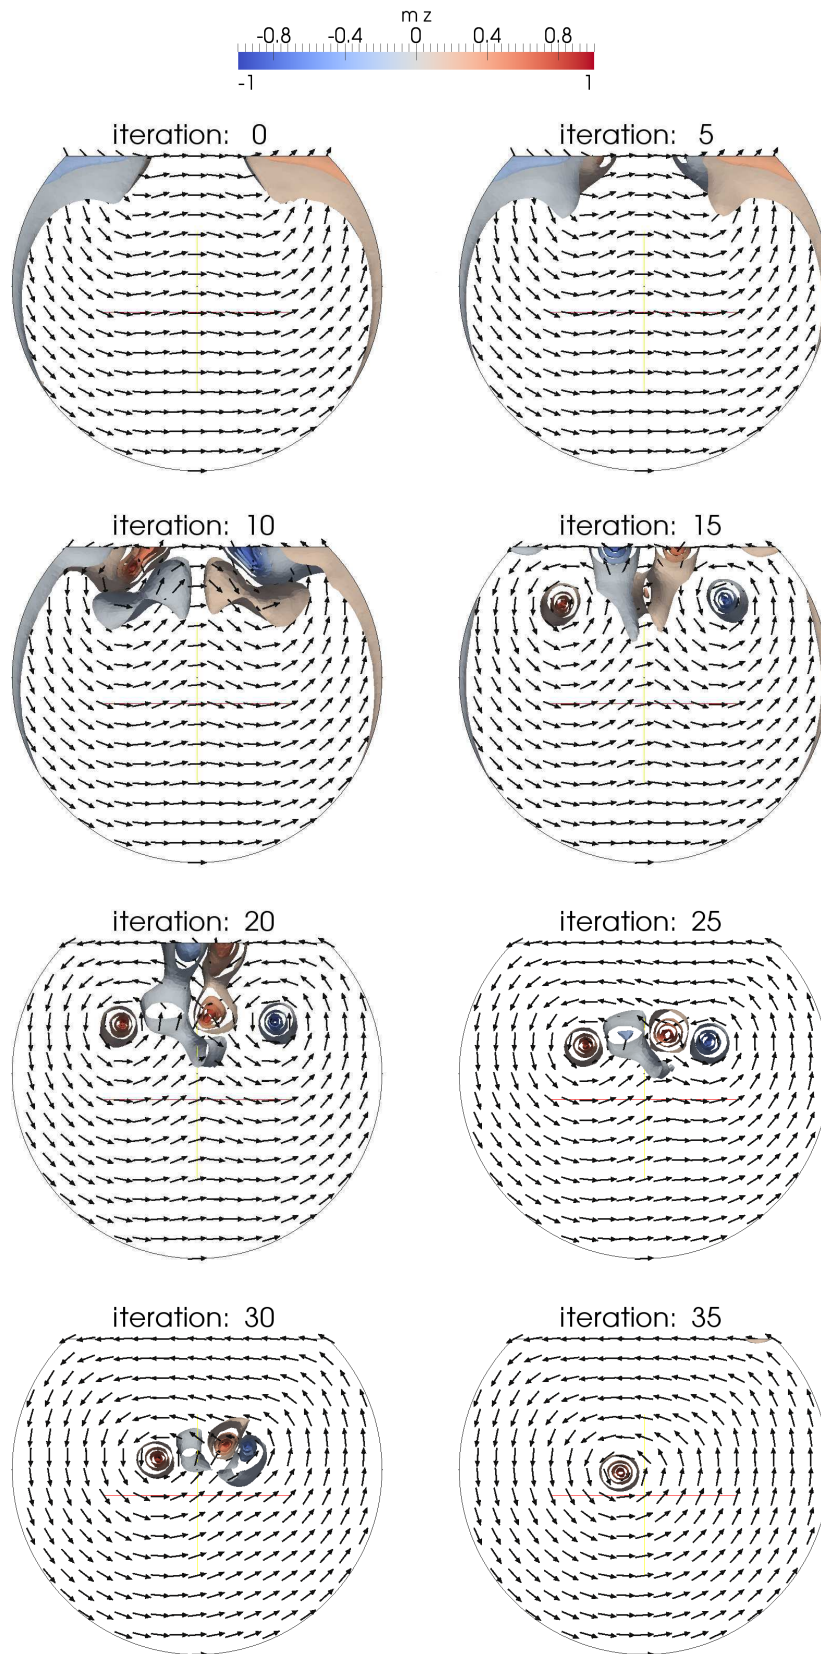 m z
-0.8 -0.4 0 0.4 0.8
-1 1
iteration: 0 iteration: 5
iteration: 10 iteration: 15
iteration: 20 iteration: 25
iteration: 30 iteration: 35